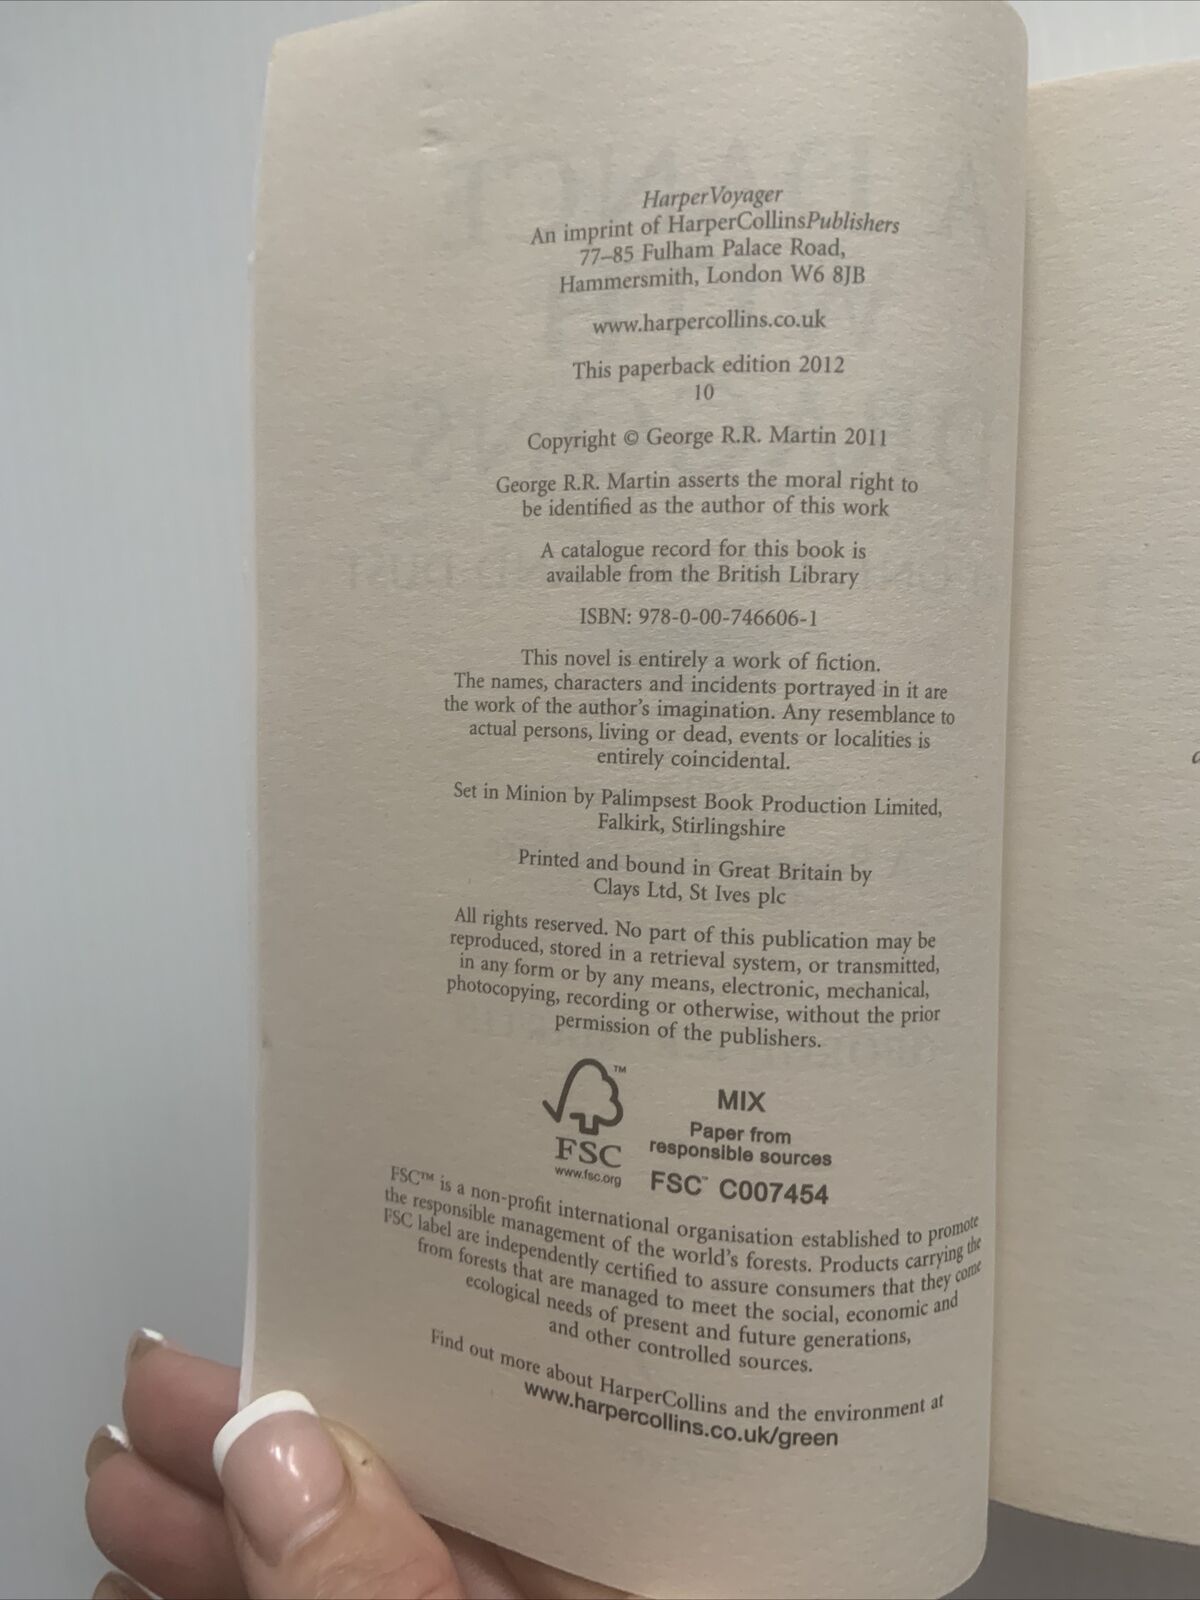 HarperVoyager
An imprint of HarperCollinsPublishers
77–85 Fulham Palace Road,
Hammersmith, London W6 8JB
www.harpercollins.co.uk
This paperback edition 2012
10
Copyright © George R.R. Martin 2011
George R.R. Martin asserts the moral right to
be identified as the author of this work
A catalogue record for this book is
available from the British Library
ISBN: 978-0-00-746606-1
This novel is entirely a work of fiction.
The names, characters and incidents portrayed in it are
the work of the author's imagination. Any resemblance to
actual persons, living or dead, events or localities is
entirely coincidental.
Set in Minion by Palimpsest Book Production Limited,
Falkirk, Stirlingshire
Printed and bound in Great Britain by
Clays Ltd, St Ives plc
All rights reserved. No part of this publication may be
reproduced, stored in a retrieval system, or transmitted,
in any form or by any means, electronic, mechanical,
photocopying, recording or otherwise, without the prior
permission of the publishers.
™
FSC
www.fsc.org
MIX
Paper from
responsible sources
FSC™ C007454
FSC™ is a non-profit international organisation established to promote
the responsible management of the world's forests. Products carrying the
FSC label are independently certified to assure consumers that they come
from forests that are managed to meet the social, economic and
ecological needs of present and future generations,
and other controlled sources.
Find out more about HarperCollins and the environment at
www.harpercollins.co.uk/green